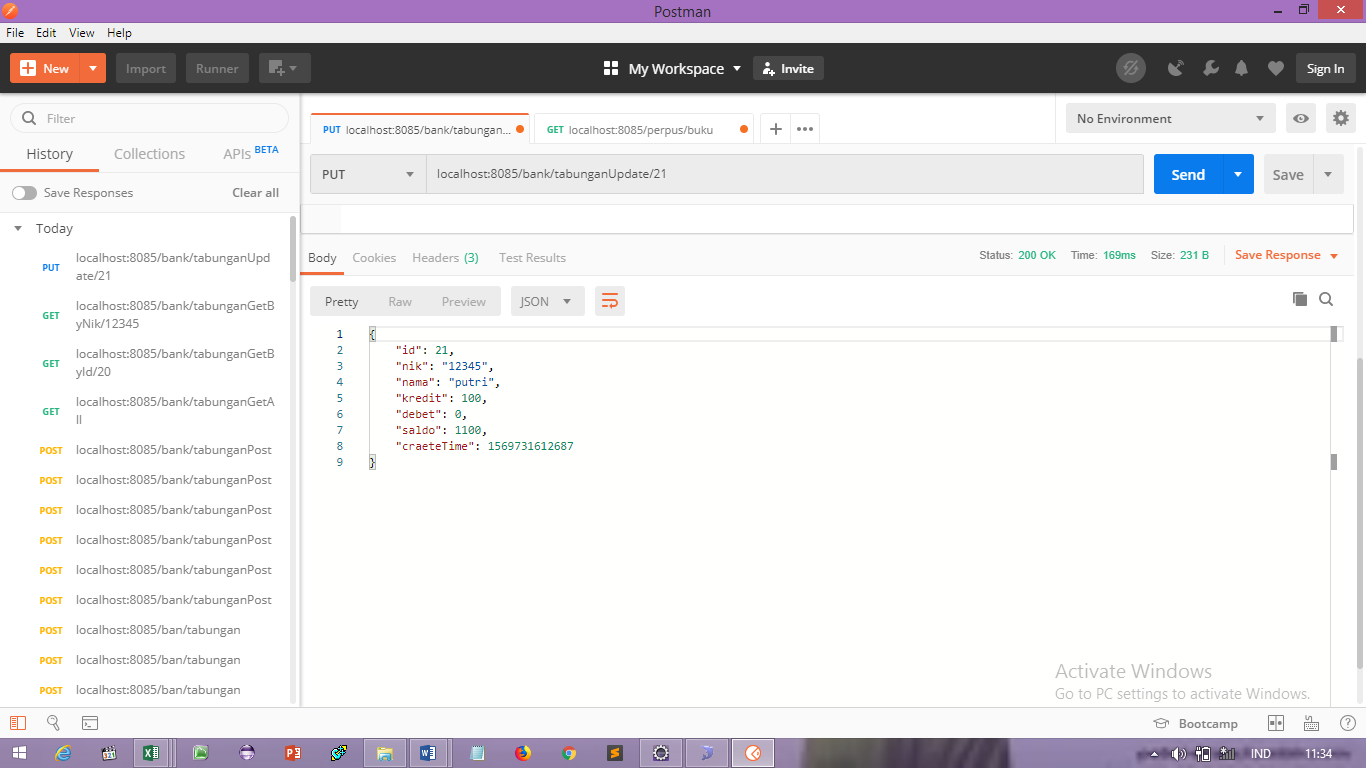 Postman
File Edit View Help
New Import Runner My Workspace Invite Sign In
Filter
History Collections APIs BETA
Save Responses Clear all
Today
PUT localhost:8085/bank/tabunganUpd
ate/21
GET localhost:8085/bank/tabunganGetB
yNik/12345
GET localhost:8085/bank/tabunganGetB
yId/20
GET localhost:8085/bank/tabunganGetA
ll
POST localhost:8085/bank/tabunganPost
POST localhost:8085/bank/tabunganPost
POST localhost:8085/bank/tabunganPost
POST localhost:8085/bank/tabunganPost
POST localhost:8085/bank/tabunganPost
POST localhost:8085/bank/tabunganPost
POST localhost:8085/ban/tabungan
POST localhost:8085/ban/tabungan
POST localhost:8085/ban/tabungan
PUT localhost:8085/bank/tabungan... GET localhost:8085/perpus/buku No Environment
PUT localhost:8085/bank/tabunganUpdate/21 Send Save
Body Cookies Headers (3) Test Results Status: 200 OK Time: 169ms Size: 231 B Save Response
Pretty Raw Preview JSON
1 {
2 "id": 21,
3 "nik": "12345",
4 "nama": "putri",
5 "kredit": 100,
6 "debet": 0,
7 "saldo": 1100,
8 "craeteTime": 1569731612687
9 }
Activate Windows
Go to PC settings to activate Windows.
Bootcamp
IND 11:34